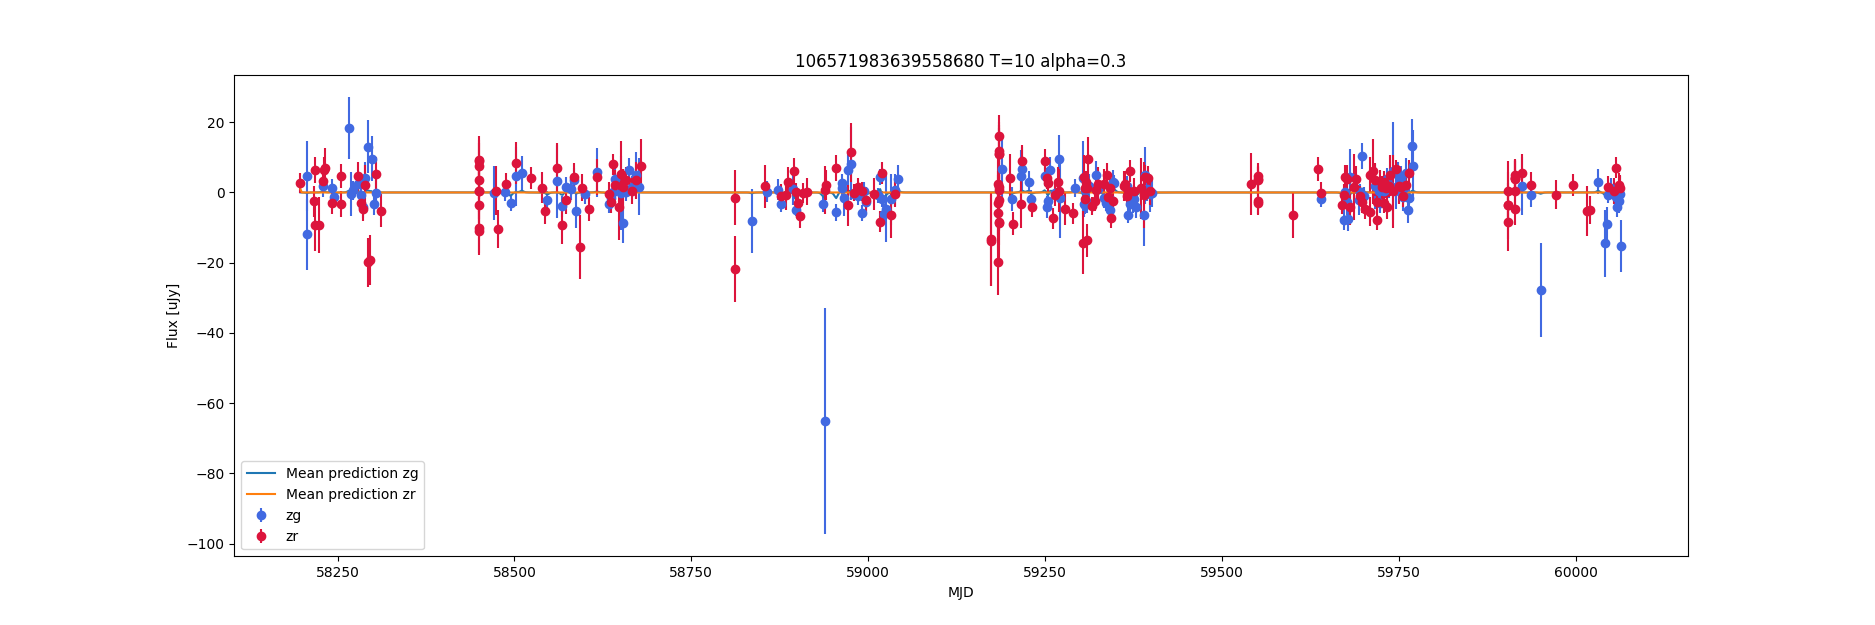 106571983639558680 T=10 alpha=0.3
20
0
−20
−40
−60
−80
−100
Flux [uJy]
Mean prediction zg
Mean prediction zr
zg
zr
58250
58500
58750
59000
59250
59500
59750
60000
MJD